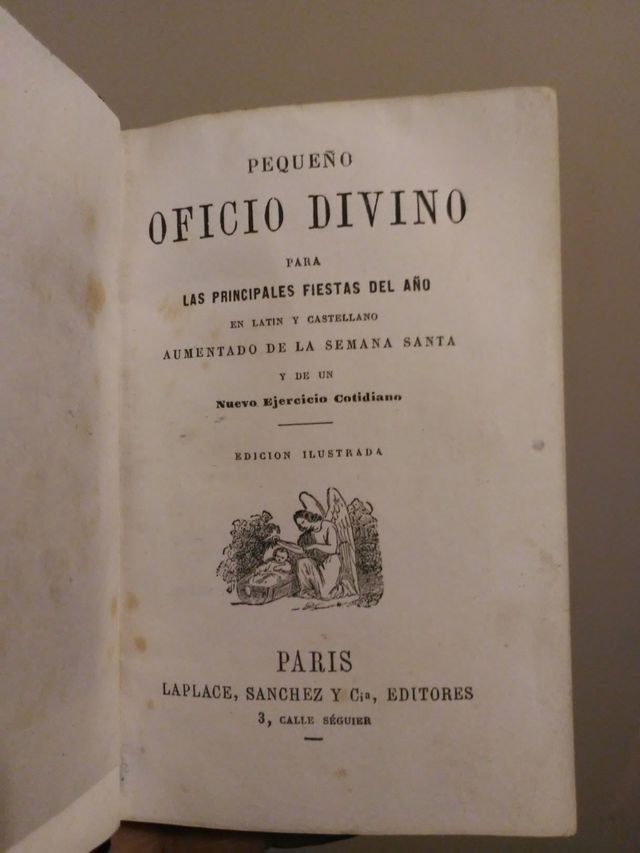 PEQUEÑO
OFICIO DIVINO
PARA
LAS PRINCIPALES FIESTAS DEL AÑO
EN LATIN Y CASTELLANO
AUMENTADO DE LA SEMANA SANTA
Y DE UN
Nuevo Ejercicio Cotidiano
EDICION ILUSTRADA
PARIS
LAPLACE, SANCHEZ Y Cia, EDITORES
3, CALLE SÉGUIER